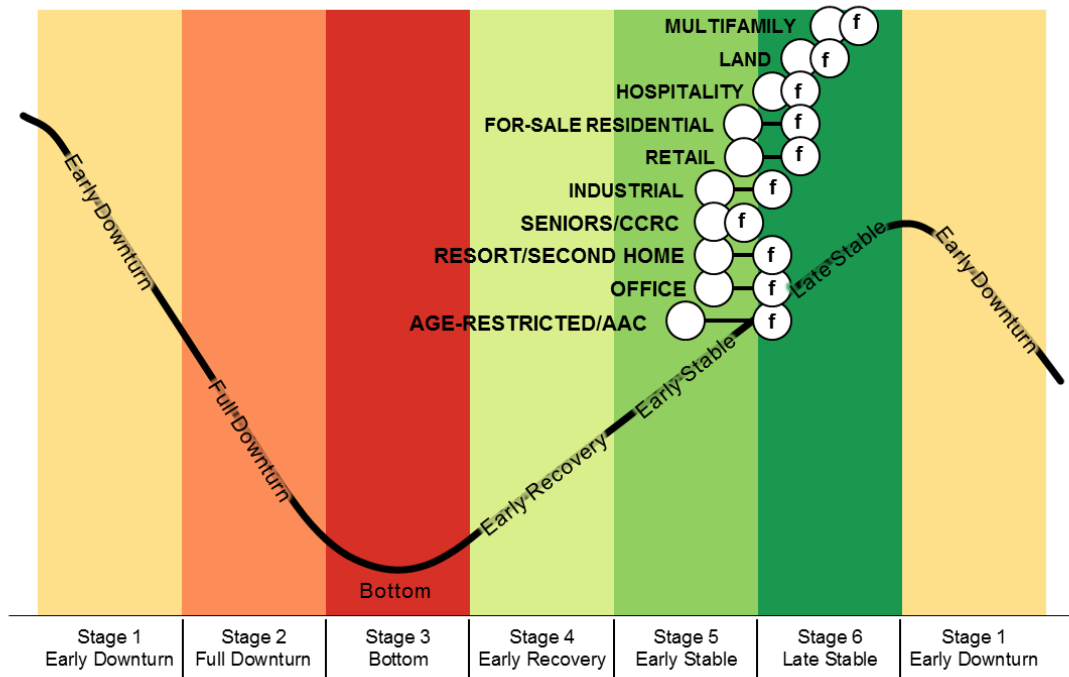 MULTIFAMILY f
LAND f
HOSPITALITY f
FOR-SALE RESIDENTIAL f
RETAIL f
INDUSTRIAL f
SENIORS/CCRC f
RESORT/SECOND HOME f
OFFICE f
AGE-RESTRICTED/AAC f
Early Downturn
Full Downturn
Bottom
Early Recovery
Early Stable
Late Stable
Early Downturn
Stage 1
Early Downturn
Stage 2
Full Downturn
Stage 3
Bottom
Stage 4
Early Recovery
Stage 5
Early Stable
Stage 6
Late Stable
Stage 1
Early Downturn